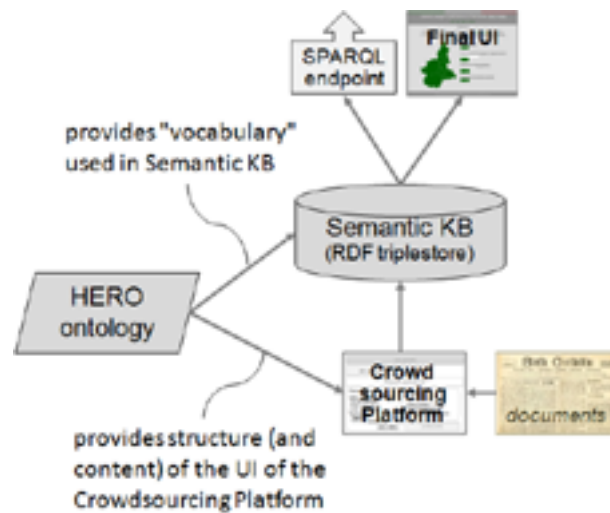 SPARQL
endpoint
Final UI
provides "vocabulary"
used in Semantic KB
Semantic KB
(RDF triplestore)
HERO
ontology
Crowd
sourcing
Platform
documents
provides structure (and
content) of the UI of the
Crowdsourcing Platform